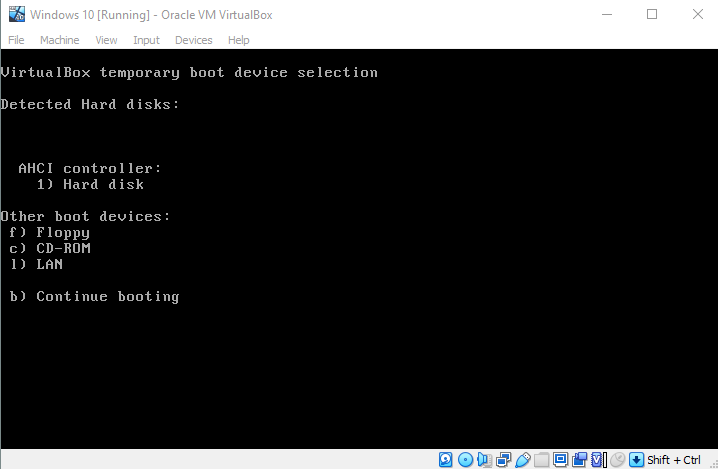 Windows 10 [Running] - Oracle VM VirtualBox
File Machine View Input Devices Help
VirtualBox temporary boot device selection
Detected Hard disks:
AHCI controller:
1) Hard disk
Other boot devices:
f) Floppy
c) CD-ROM
l) LAN
b) Continue booting
Shift + Ctrl